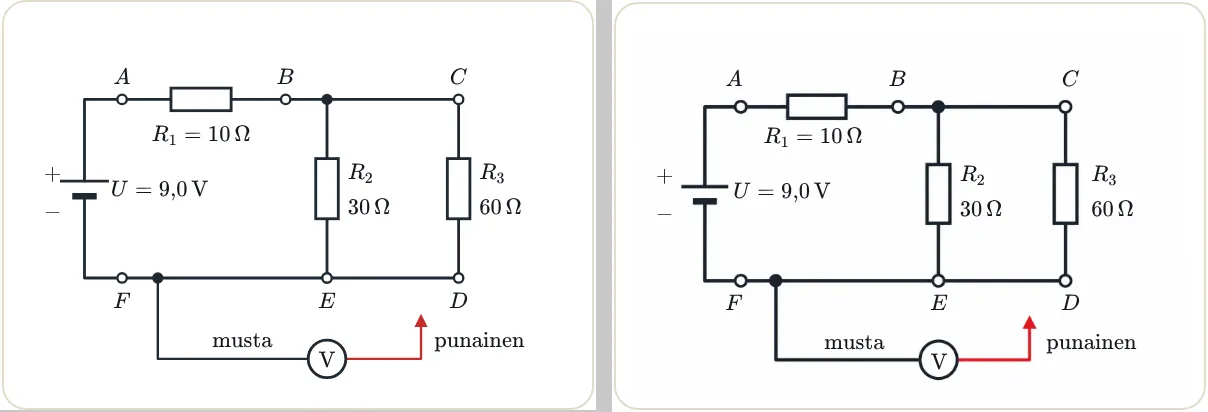 A
B
C
R₁ = 10 Ω
+
−
U = 9,0 V
R₂
30 Ω
R₃
60 Ω
F
E
D
musta
V
punainen
A
B
C
R₁ = 10 Ω
+
−
U = 9,0 V
R₂
30 Ω
R₃
60 Ω
F
E
D
musta
V
punainen